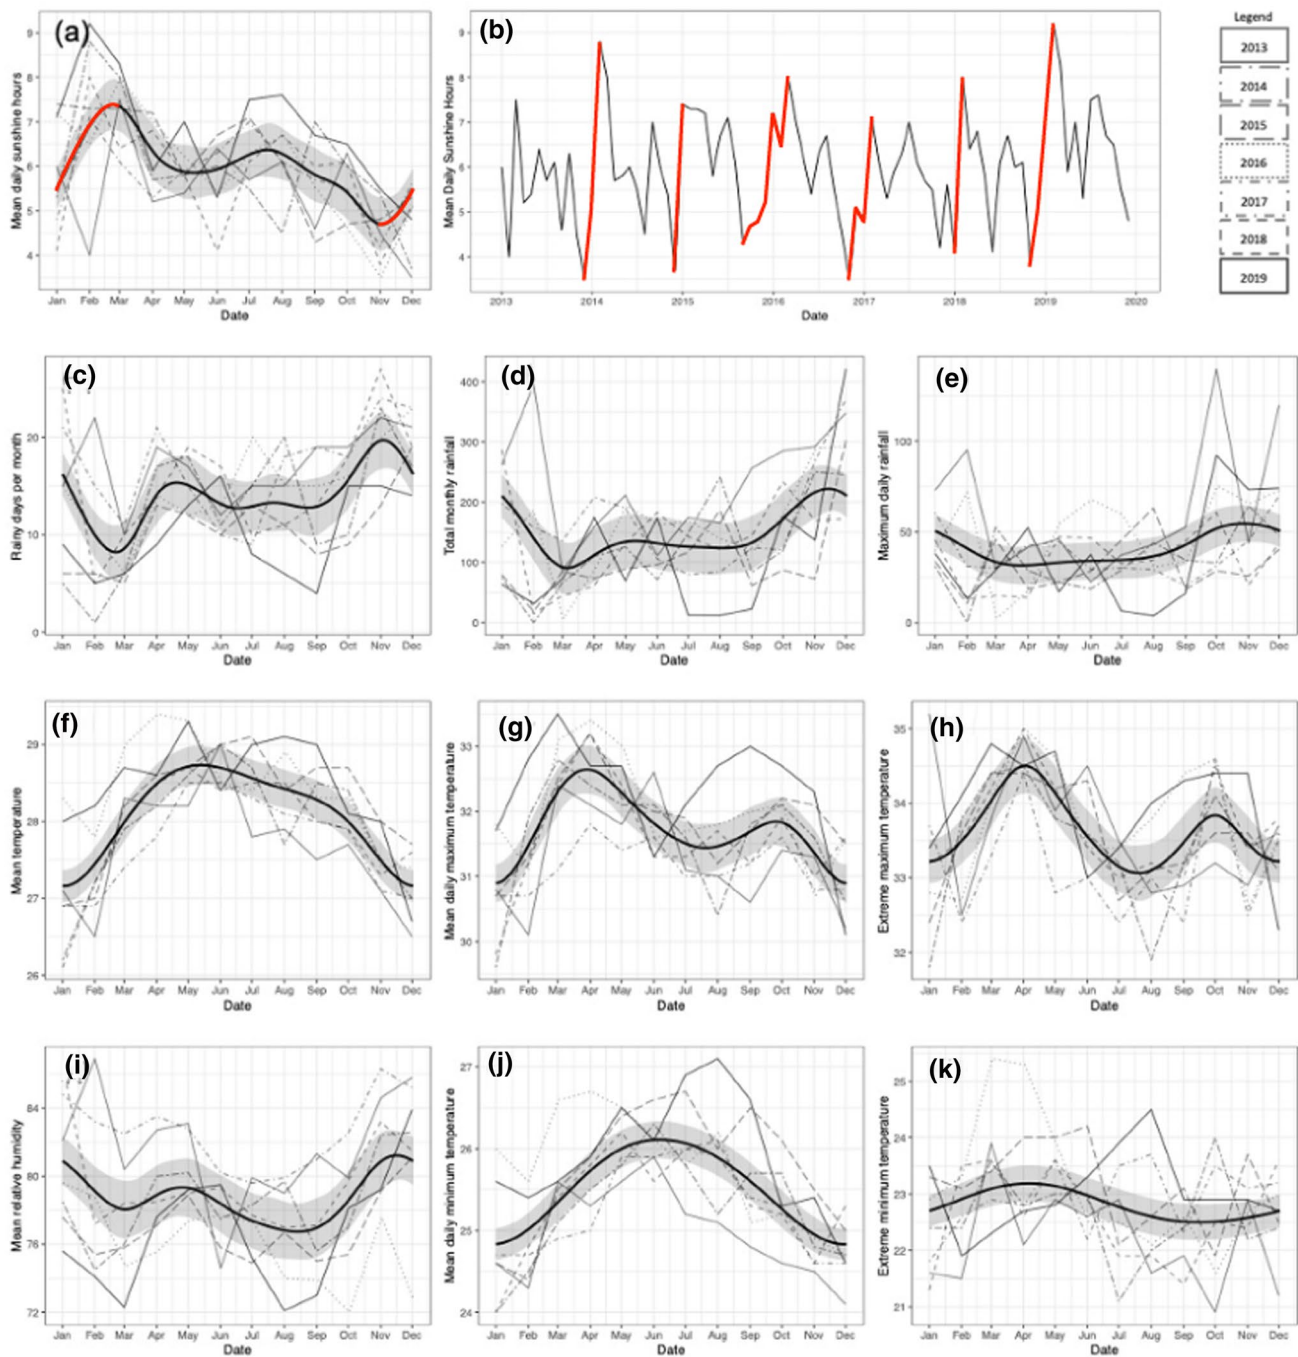 (a)
Mean daily sunshine hours
9
8
7
6
5
4
Jan Feb Mar Apr May Jun Jul Aug Sep Oct Nov Dec
Date
(b)
Mean Daily Sunshine Hours
9
8
7
6
5
4
2013 2014 2015 2016 2017 2018 2019 2020
Date
Legend
2013
2014
2015
2016
2017
2018
2019
(c)
Rainy days per month
20
10
0
Jan Feb Mar Apr May Jun Jul Aug Sep Oct Nov Dec
Date
(d)
Total monthly rainfall
400
300
200
100
0
Jan Feb Mar Apr May Jun Jul Aug Sep Oct Nov Dec
Date
(e)
Maximum daily rainfall
100
50
0
Jan Feb Mar Apr May Jun Jul Aug Sep Oct Nov Dec
Date
(f)
Mean temperature
29
28
27
26
Jan Feb Mar Apr May Jun Jul Aug Sep Oct Nov Dec
Date
(g)
Mean daily maximum temperature
33
32
31
30
Jan Feb Mar Apr May Jun Jul Aug Sep Oct Nov Dec
Date
(h)
Extreme maximum temperature
35
34
33
32
Jan Feb Mar Apr May Jun Jul Aug Sep Oct Nov Dec
Date
(i)
Mean relative humidity
84
80
76
72
Jan Feb Mar Apr May Jun Jul Aug Sep Oct Nov Dec
Date
(j)
Mean daily minimum temperature
27
26
25
24
Jan Feb Mar Apr May Jun Jul Aug Sep Oct Nov Dec
Date
(k)
Extreme minimum temperature
25
24
23
22
21
Jan Feb Mar Apr May Jun Jul Aug Sep Oct Nov Dec
Date